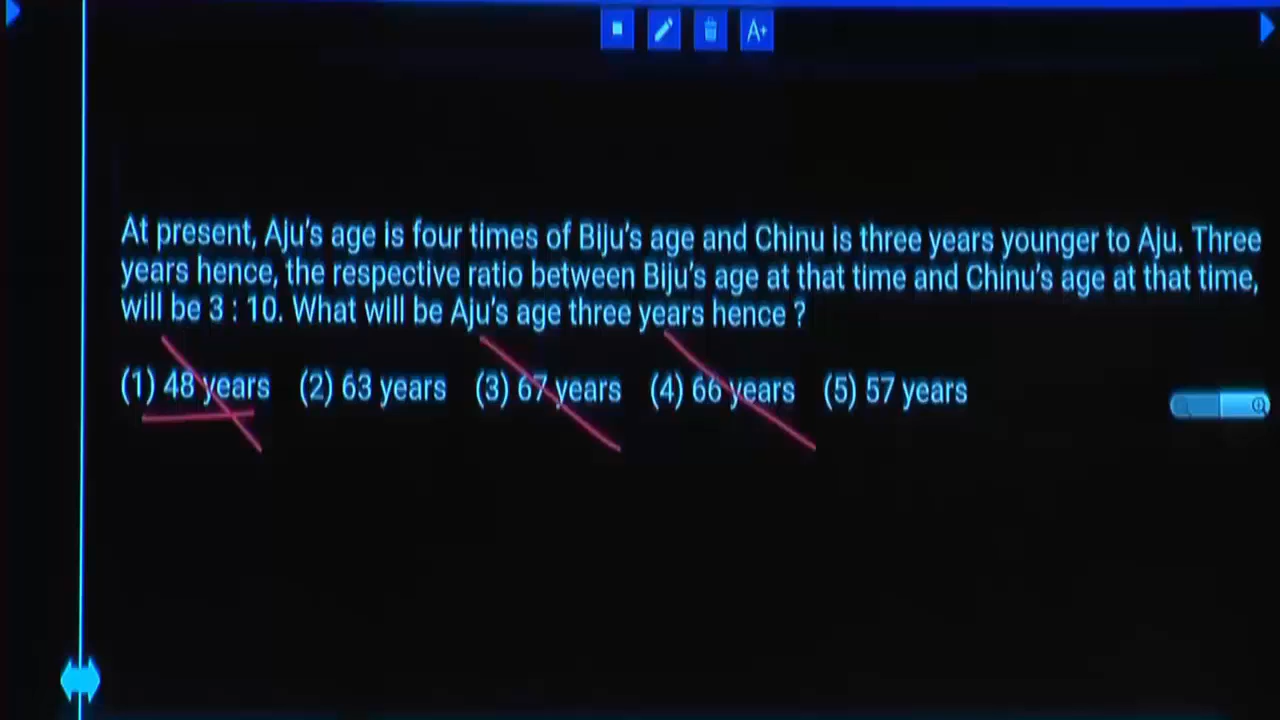 A+
At present, Aju's age is four times of Biju's age and Chinu is three years younger to Aju. Three
years hence, the respective ratio between Biju's age at that time and Chinu's age at that time,
will be 3 : 10. What will be Aju's age three years hence ?
(1) 48 years (2) 63 years (3) 67 years (4) 66 years (5) 57 years